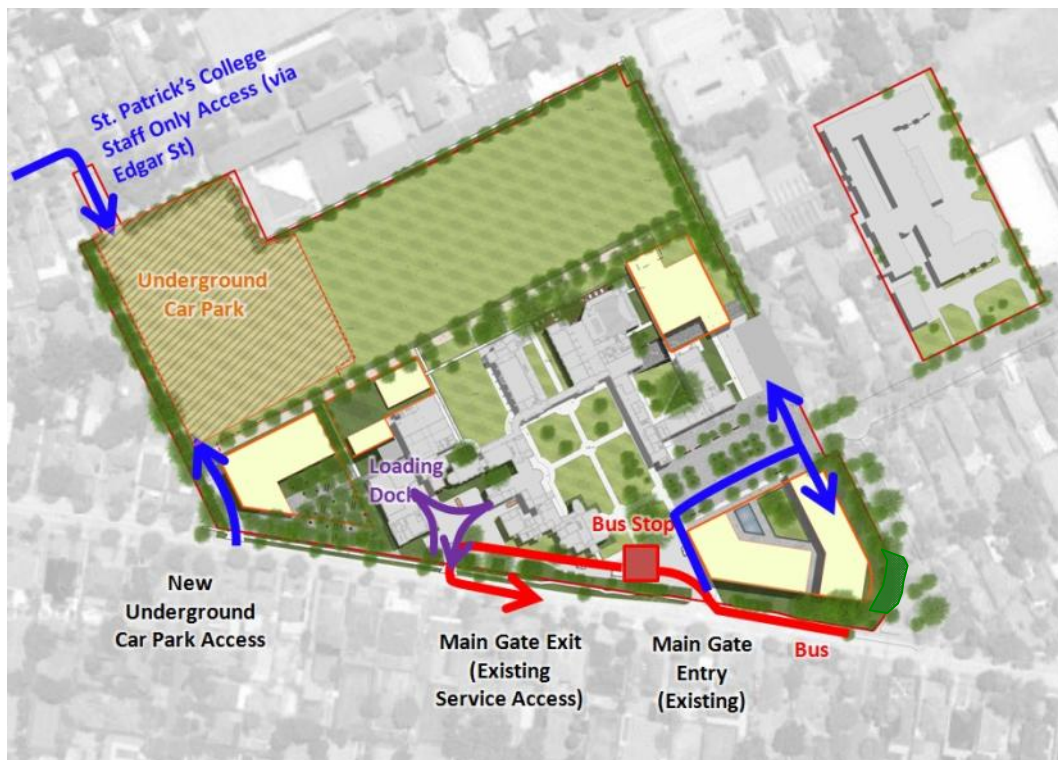 St. Patrick's College
Staff Only Access (via
Edgar St)
Underground
Car Park
Loading
Dock
Bus Stop
New
Underground
Car Park Access
Main Gate Exit
(Existing
Service Access)
Main Gate
Entry
(Existing)
Bus